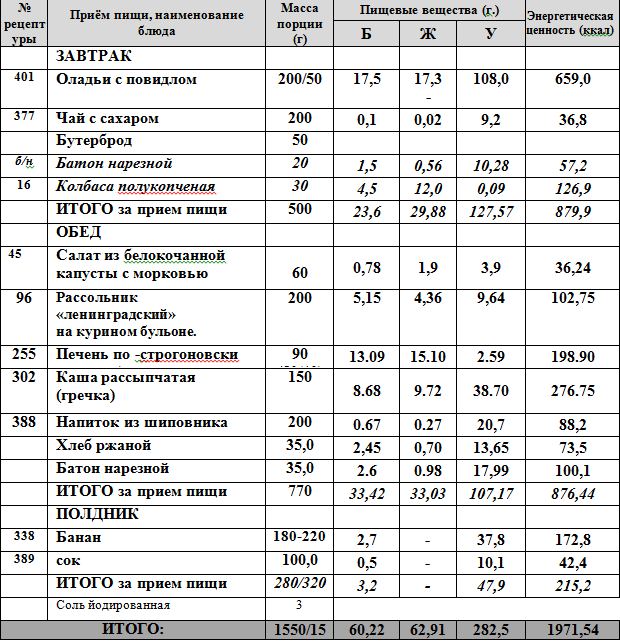 № рецептуры Приём пищи, наименование блюда Масса порции (г) Пищевые вещества (г.) Энергетическая ценность (ккал)
Б Ж У
ЗАВТРАК
401 Оладьи с повидлом 200/50 17,5 17,3 - 108,0 659,0
377 Чай с сахаром 200 0,1 0,02 9,2 36,8
Бутерброд 50
б/н Батон нарезной 20 1,5 0,56 10,28 57,2
16 Колбаса полукопченая 30 4,5 12,0 0,09 126,9
ИТОГО за прием пищи 500 23,6 29,88 127,57 879,9
ОБЕД
45 Салат из белокочанной
капусты с морковью 60 0,78 1,9 3,9 36,24
96 Рассольник 200 5,15 4,36 9,64 102,75
«ленинградский»
на курином бульоне.
255 Печень по -строгоновски 90 13.09 15.10 2.59 198.90
302 Каша рассыпчатая 150
(гречка) 8.68 9.72 38.70 276.75
388 Напиток из шиповника 200 0.67 0.27 20,7 88,2
Хлеб ржаной 35,0 2,45 0,70 13,65 73,5
Батон нарезной 35,0 2.6 0.98 17,99 100,1
ИТОГО за прием пищи 770 33,42 33,03 107,17 876,44
ПОЛДНИК
338 Банан 180-220 2,7 - 37,8 172,8
389 сок 100,0 0,5 - 10,1 42,4
ИТОГО за прием пищи 280/320 3,2 - 47,9 215,2
Соль йодированная 3
ИТОГО: 1550/15 60,22 62,91 282,5 1971,54